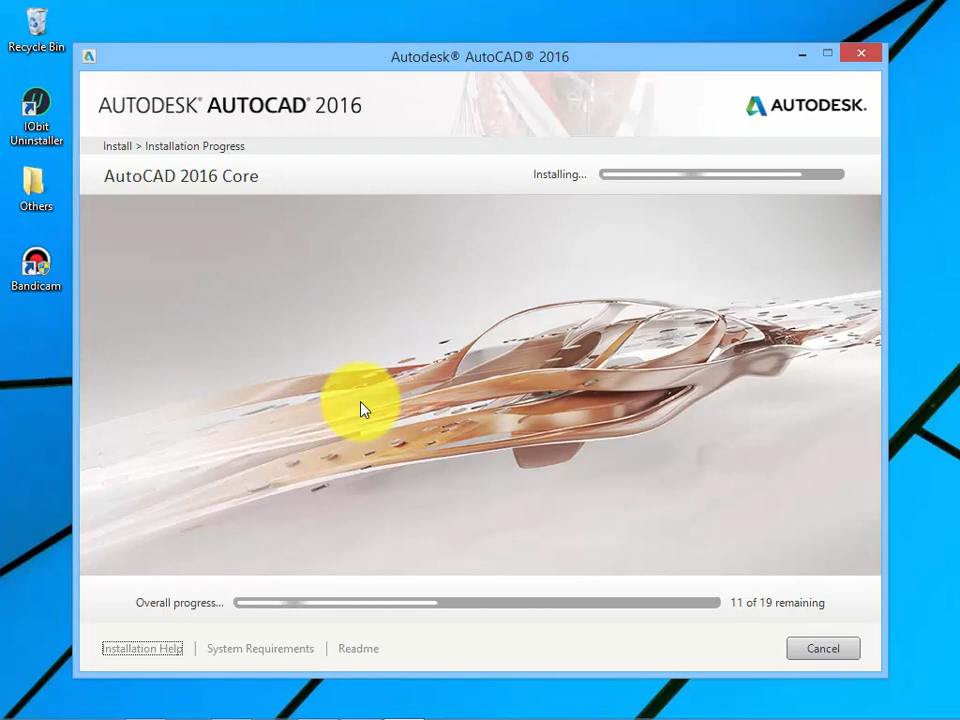 Recycle Bin
IObit
Uninstaller
Others
Bandicam
Autodesk® AutoCAD® 2016
AUTODESK® AUTOCAD® 2016
AUTODESK.
Install > Installation Progress
AutoCAD 2016 Core
Installing...
Overall progress...
11 of 19 remaining
Installation Help
System Requirements
Readme
Cancel